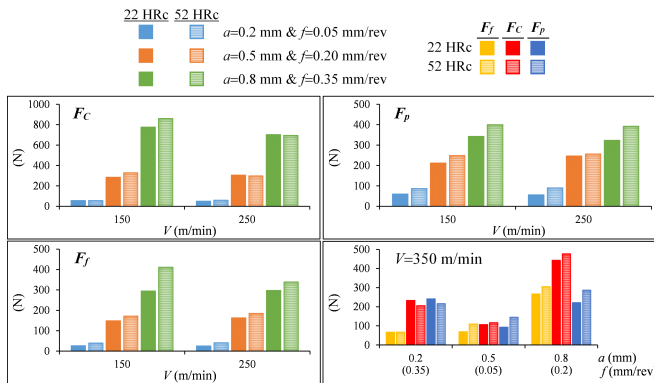 22 HRc 52 HRc
a=0.2 mm & f=0.05 mm/rev
a=0.5 mm & f=0.20 mm/rev
a=0.8 mm & f=0.35 mm/rev
Ff FC Fp
22 HRc
52 HRc
FC
(N)
1000
800
600
400
200
0
150 250
V (m/min)
Fp
(N)
500
400
300
200
100
0
150 250
V (m/min)
Ff
(N)
500
400
300
200
100
0
150 250
V (m/min)
V=350 m/min
(N)
500
400
300
200
100
0
0.2 0.5 0.8 a (mm)
(0.35) (0.05) (0.2) f (mm/rev)